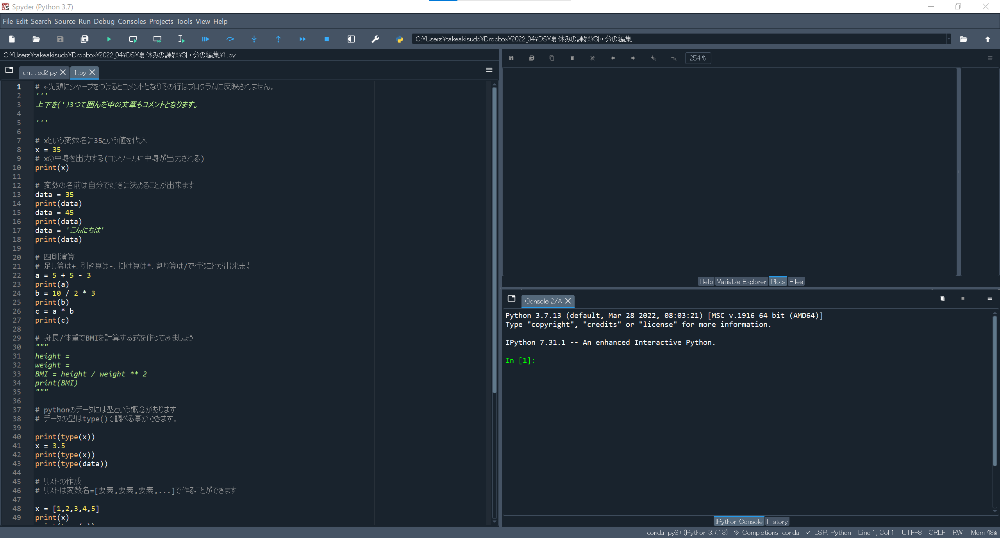 Spyder (Python 3.7)
File Edit Search Source Run Debug Consoles Projects Tools View Help
C:¥Users¥takeakisudo¥Dropbox¥2022_04¥DS¥夏休みの課題¥3回分の編集
C:¥Users¥takeakisudo¥Dropbox¥2022_04¥DS¥夏休みの課題¥3回分の編集¥1.py
untitled2.py 1.py
1 # ←先頭にシャープをつけるとコメントとなりその行はプログラムに反映されません。
2 '''
3 上下を(')3つで囲んだ中の文章もコメントとなります。
4
5 '''
6
7 # xという変数名に35という値を代入
8 x = 35
9 # xの中身を出力する(コンソールに中身が出力される)
10 print(x)
11
12 # 変数の名前は自分で好きに決めることが出来ます
13 data = 35
14 print(data)
15 data = 45
16 print(data)
17 data = 'こんにちは'
18 print(data)
19
20 # 四則演算
21 # 足し算は+、引き算は-、掛け算は*、割り算は/で行うことが出来ます
22 a = 5 + 5 - 3
23 print(a)
24 b = 10 / 2 * 3
25 print(b)
26 c = a * b
27 print(c)
28
29 # 身長/体重でBMIを計算する式を作ってみましょう
30 """
31 height =
32 weight =
33 BMI = height / weight ** 2
34 print(BMI)
35 """
36
37 # pythonのデータには型という概念があります
38 # データの型はtype()で調べる事ができます。
39
40 print(type(x))
41 x = 3.5
42 print(type(x))
43 print(type(data))
44
45 # リストの作成
46 # リストは変数名=[要素,要素,要素,...]で作ることができます
47
48 x = [1,2,3,4,5]
49 print(x)
254 %
Help Variable Explorer Plots Files
Console 2/A
Python 3.7.13 (default, Mar 28 2022, 08:03:21) [MSC v.1916 64 bit (AMD64)]
Type "copyright", "credits" or "license" for more information.
IPython 7.31.1 -- An enhanced Interactive Python.
In [1]:
IPython Console History
conda: py37 (Python 3.7.13) Completions: conda LSP: Python Line 1, Col 1 UTF-8 CRLF RW Mem 48%